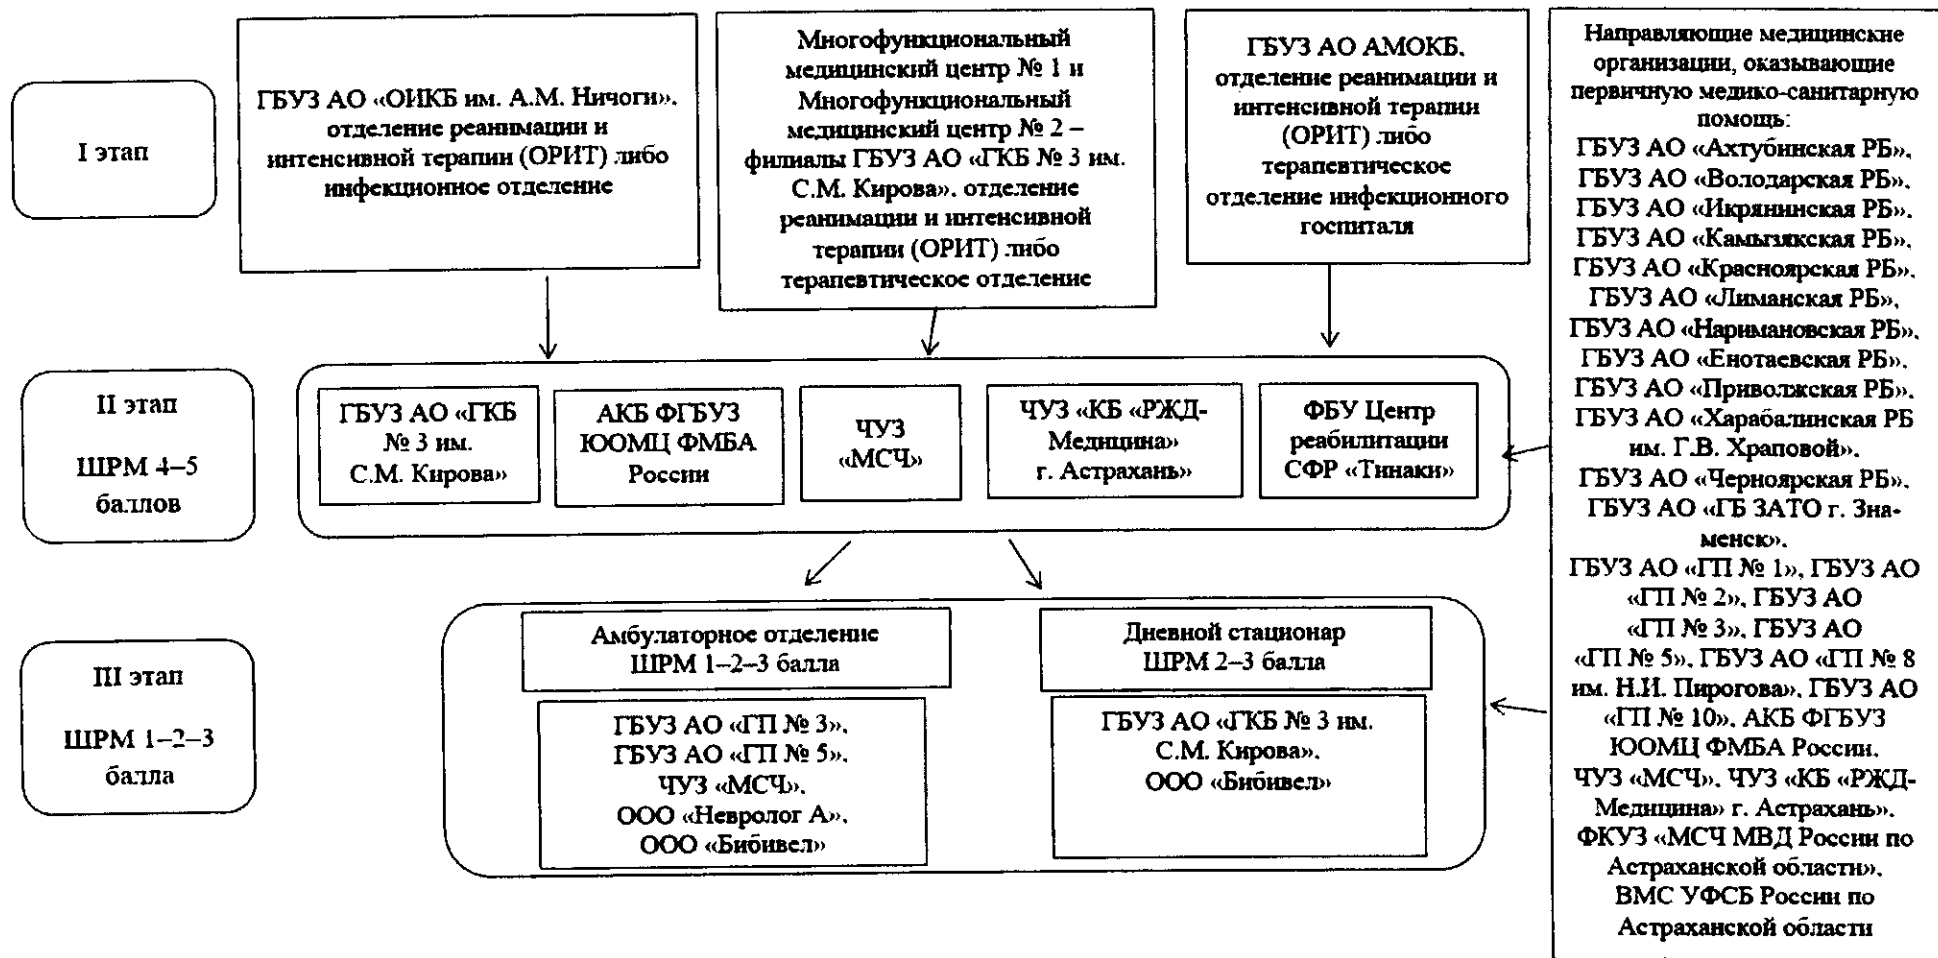 I этап
ГБУЗ АО «ОИКБ им. А.М. Ничоги»,
отделение реанимации и
интенсивной терапии (ОРИТ) либо
инфекционное отделение
Многофункциональный
медицинский центр № 1 и
Многофункциональный
медицинский центр № 2 –
филиалы ГБУЗ АО «ГКБ № 3 им.
С.М. Кирова», отделение
реанимации и интенсивной
терапии (ОРИТ) либо
терапевтическое отделение
ГБУЗ АО АМОКБ,
отделение реанимации и
интенсивной терапии
(ОРИТ) либо
терапевтическое
отделение инфекционного
госпиталя
II этап
ШРМ 4–5
баллов
ГБУЗ АО «ГКБ
№ 3 им.
С.М. Кирова»
АКБ ФГБУЗ
ЮОМЦ ФМБА
России
ЧУЗ
«МСЧ»
ЧУЗ «КБ «РЖД-
Медицина»
г. Астрахань»
ФБУ Центр
реабилитации
СФР «Тинаки»
III этап
ШРМ 1–2–3
балла
Амбулаторное отделение
ШРМ 1–2–3 балла
ГБУЗ АО «ГП № 3»,
ГБУЗ АО «ГП № 5»,
ЧУЗ «МСЧ»,
ООО «Невролог А»,
ООО «Бибивел»
Дневной стационар
ШРМ 2–3 балла
ГБУЗ АО «ГКБ № 3 им.
С.М. Кирова»,
ООО «Бибивел»
Направляющие медицинские
организации, оказывающие
первичную медико-санитарную
помощь:
ГБУЗ АО «Ахтубинская РБ»,
ГБУЗ АО «Володарская РБ»,
ГБУЗ АО «Икрянинская РБ»,
ГБУЗ АО «Камызякская РБ»,
ГБУЗ АО «Красноярская РБ»,
ГБУЗ АО «Лиманская РБ»,
ГБУЗ АО «Наримановская РБ»,
ГБУЗ АО «Енотаевская РБ»,
ГБУЗ АО «Приволжская РБ»,
ГБУЗ АО «Харабалинская РБ
им. Г.В. Храповой»,
ГБУЗ АО «Черноярская РБ»,
ГБУЗ АО «ГБ ЗАТО г. Зна-
менск»,
ГБУЗ АО «ГП № 1», ГБУЗ АО
«ГП № 2», ГБУЗ АО
«ГП № 3», ГБУЗ АО
«ГП № 5», ГБУЗ АО «ГП № 8
им. Н.И. Пирогова», ГБУЗ АО
«ГП № 10», АКБ ФГБУЗ
ЮОМЦ ФМБА России,
ЧУЗ «МСЧ», ЧУЗ «КБ «РЖД-
Медицина» г. Астрахань»,
ФКУЗ «МСЧ МВД России по
Астраханской области»,
ВМС УФСБ России по
Астраханской области